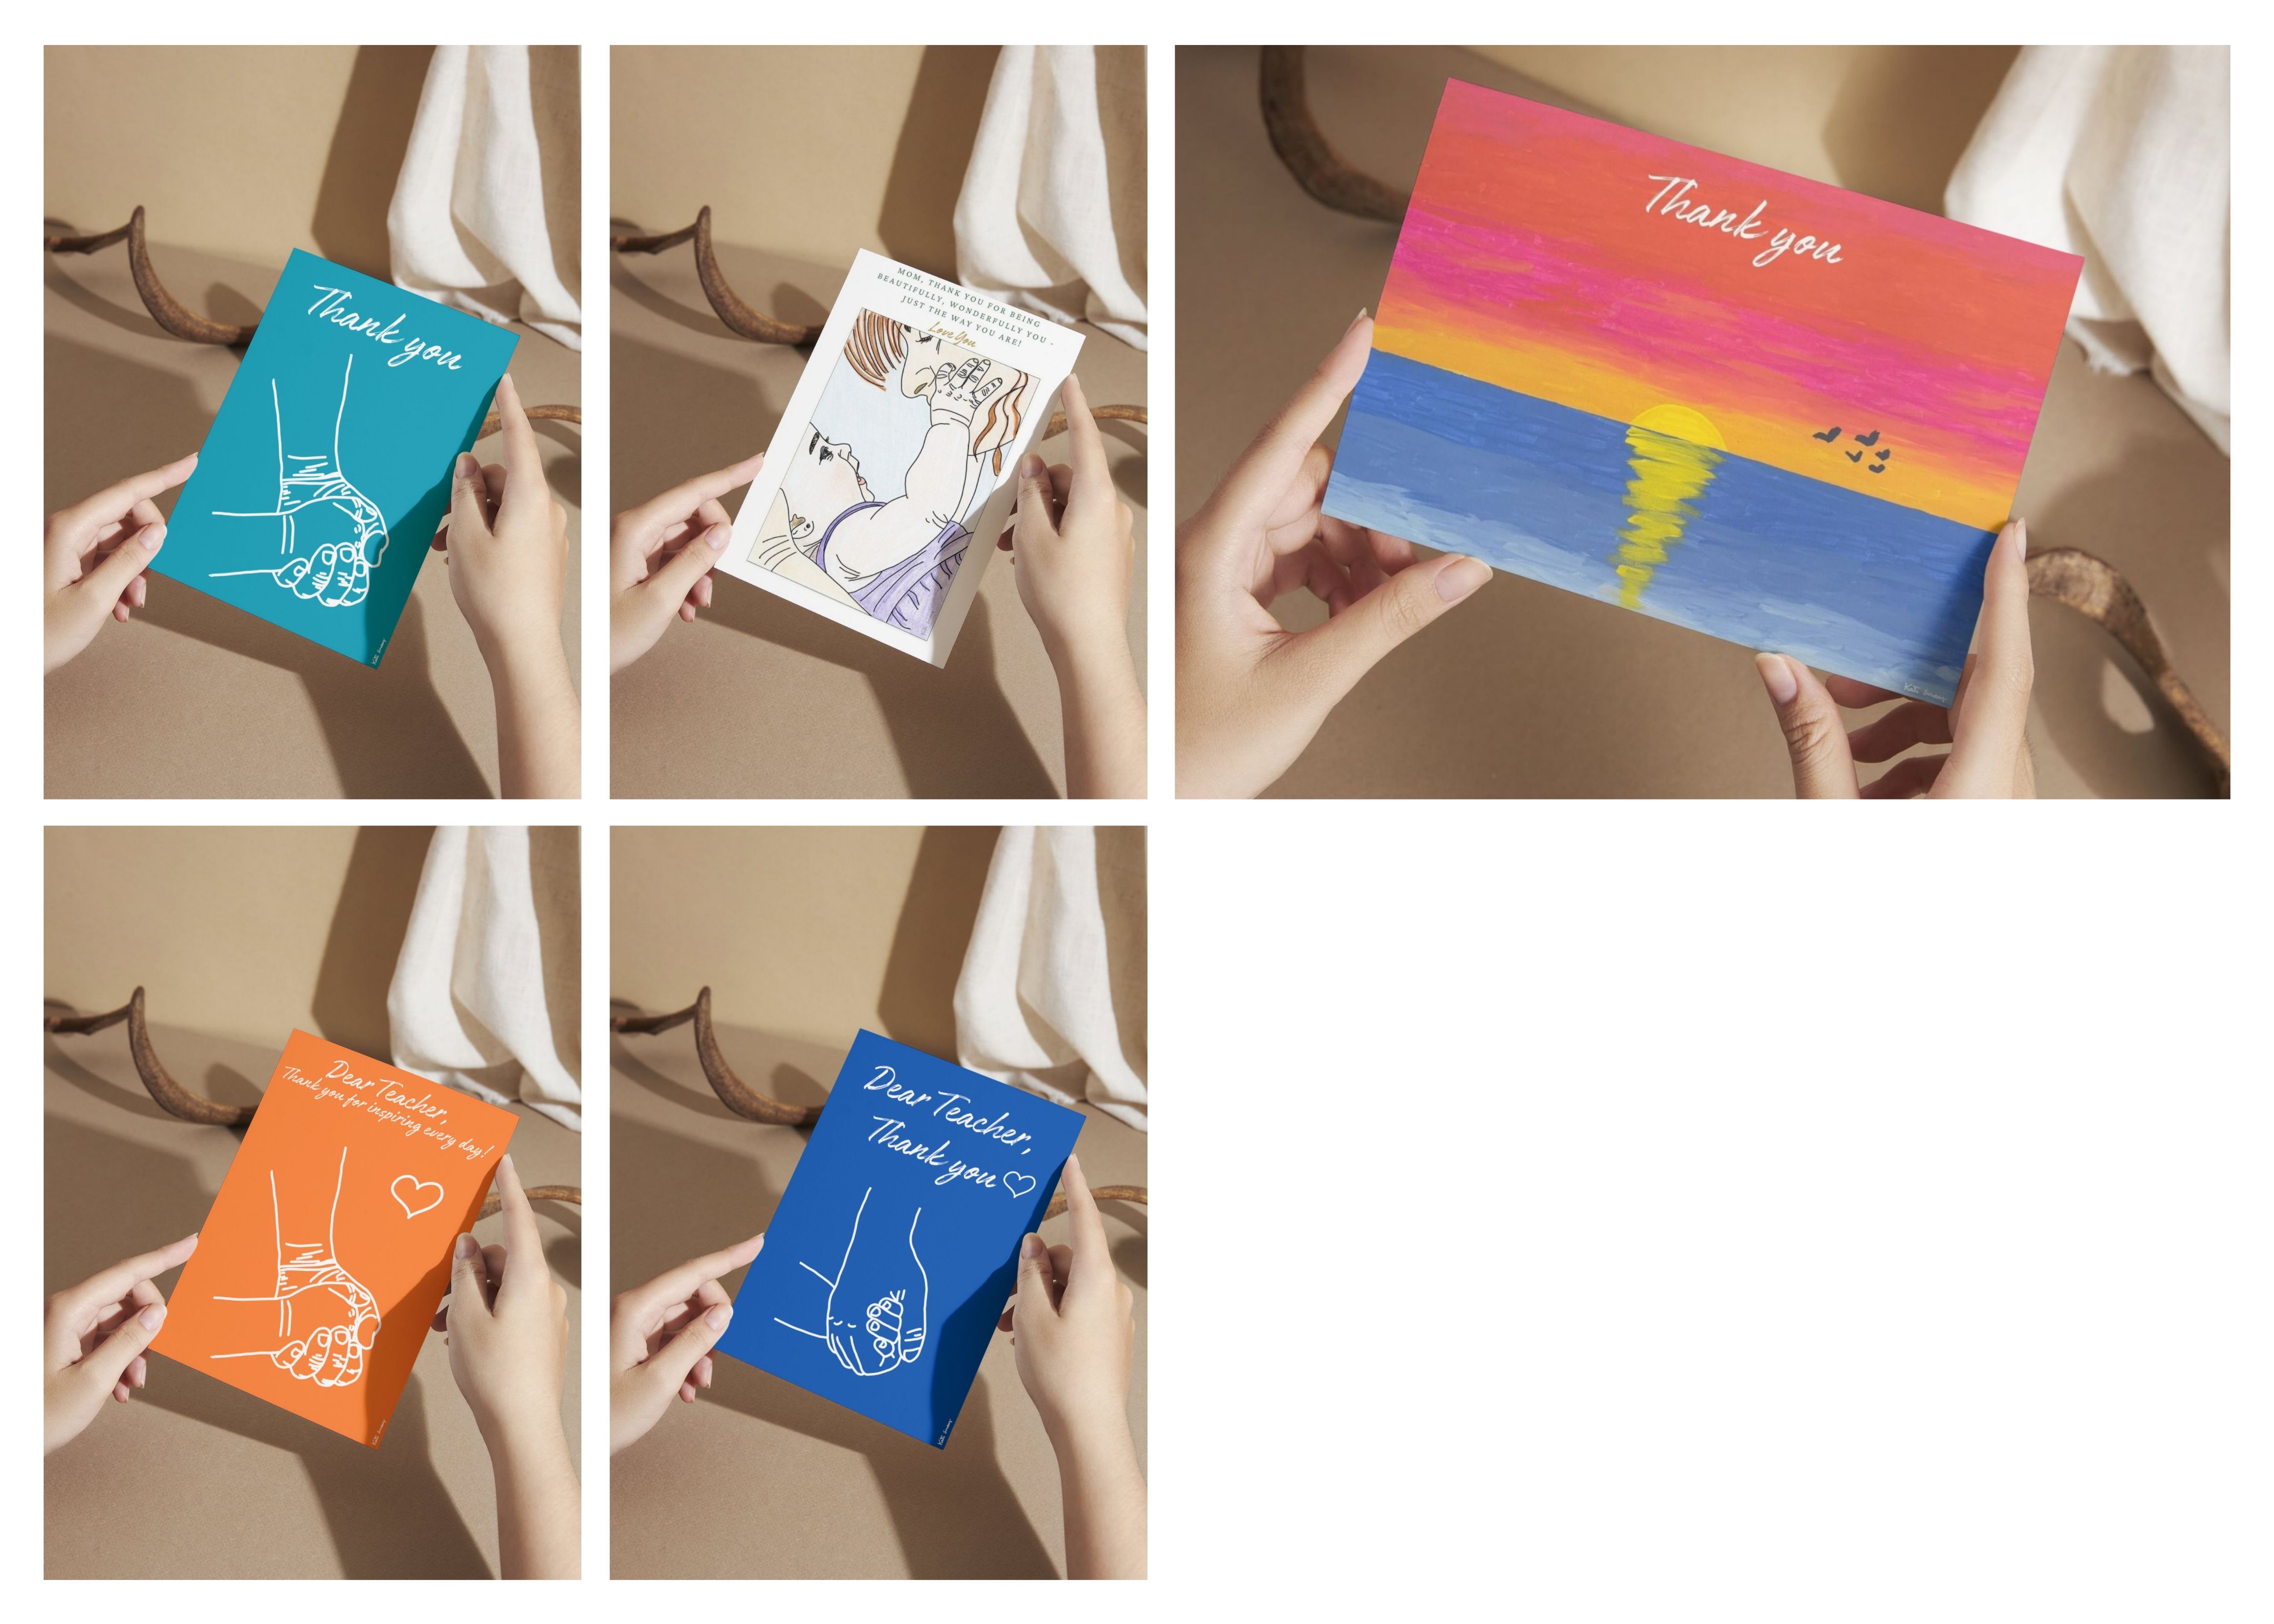 Thank you
MOM, THANK YOU FOR BEING
BEAUTIFULLY, WONDERFULLY YOU -
JUST THE WAY YOU ARE!
Love You
Thank you
Dear Teacher,
Thank you for inspiring every day!
Dear Teacher,
Thank you